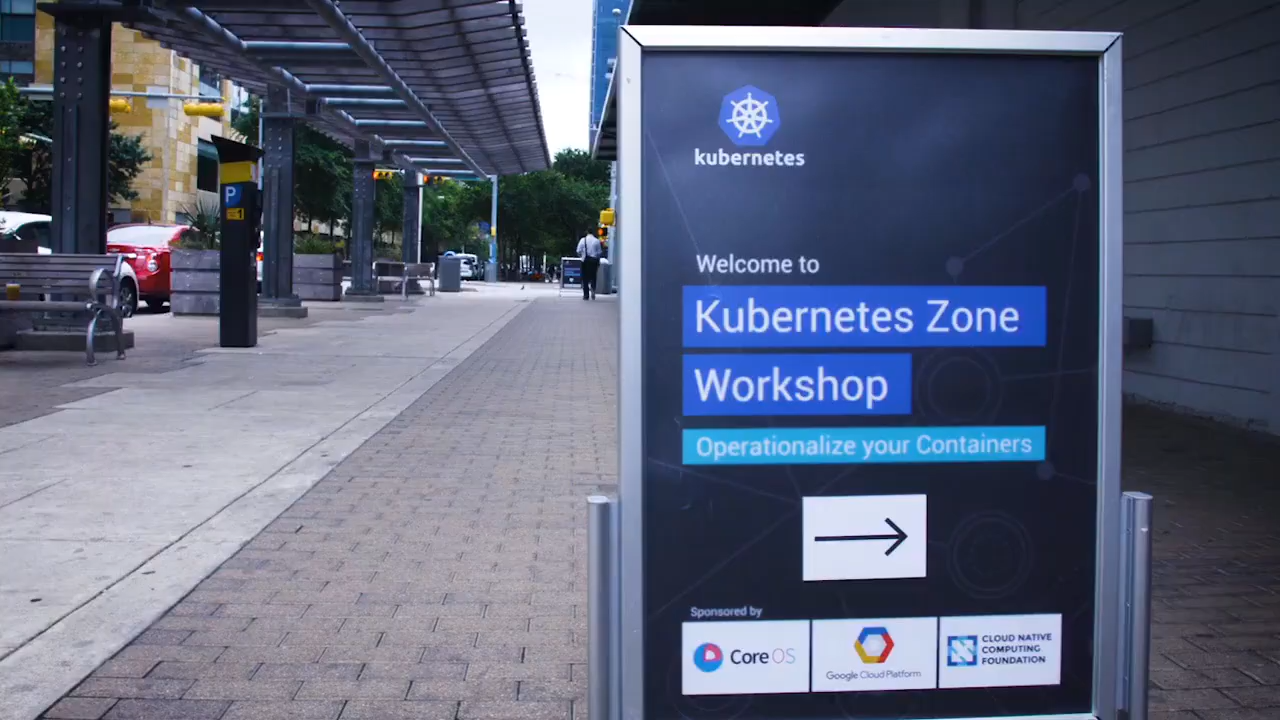 P
1
kubernetes
Welcome to
Kubernetes Zone
Workshop
Operationalize your Containers
Sponsored by
CoreOS
Google Cloud Platform
CLOUD NATIVE
COMPUTING
FOUNDATION